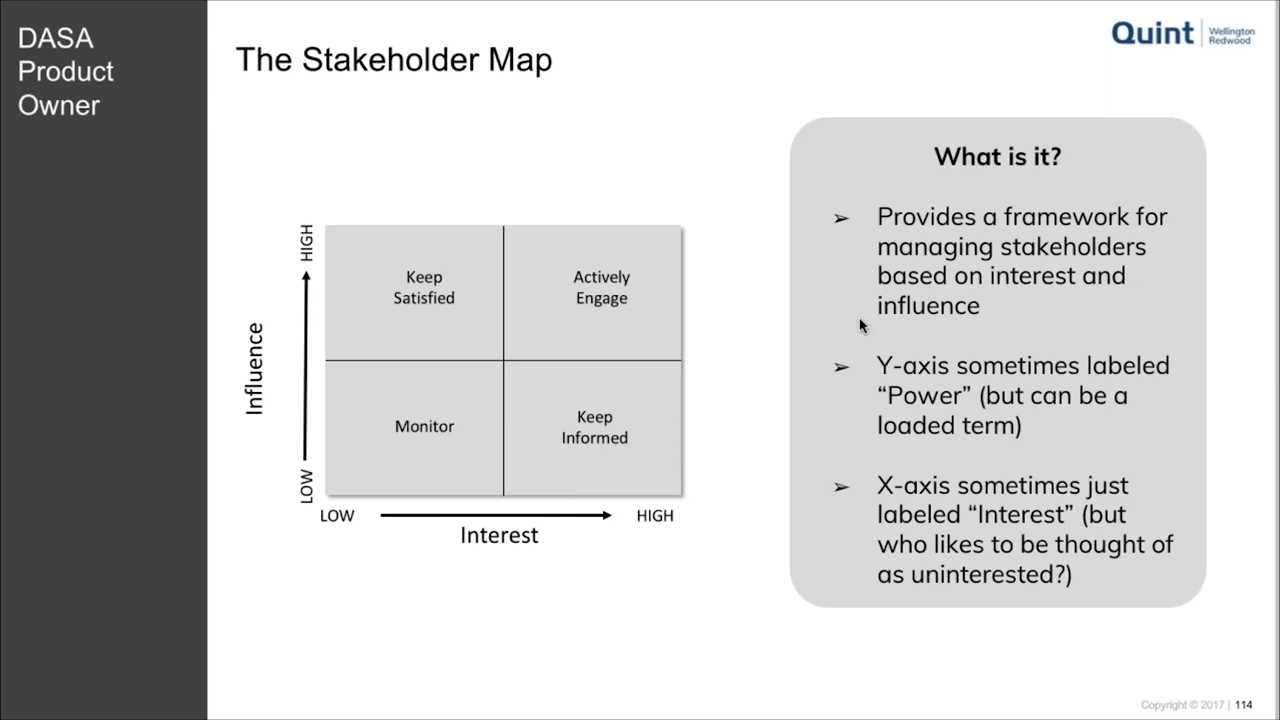 DASA
Product
Owner
The Stakeholder Map
Quint
Wellington
Redwood
What is it?
➢ Provides a framework for
managing stakeholders
based on interest and
influence
➢ Y-axis sometimes labeled
“Power” (but can be a
loaded term)
➢ X-axis sometimes just
labeled “Interest” (but
who likes to be thought of
as uninterested?)
Influence
HIGH
LOW
Keep
Satisfied
Actively
Engage
Monitor
Keep
Informed
LOW
HIGH
Interest
Copyright © 2017 | 114